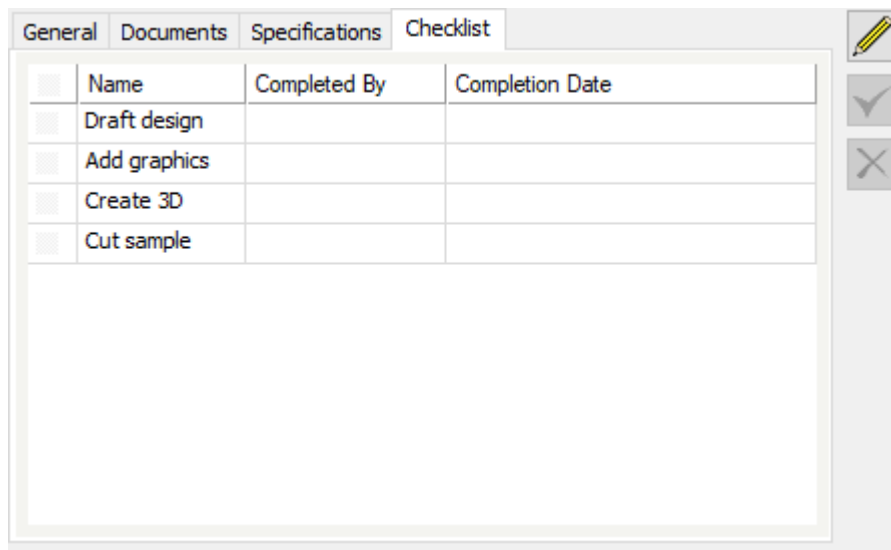 General Documents Specifications Checklist
Name Completed By Completion Date
Draft design
Add graphics
Create 3D
Cut sample